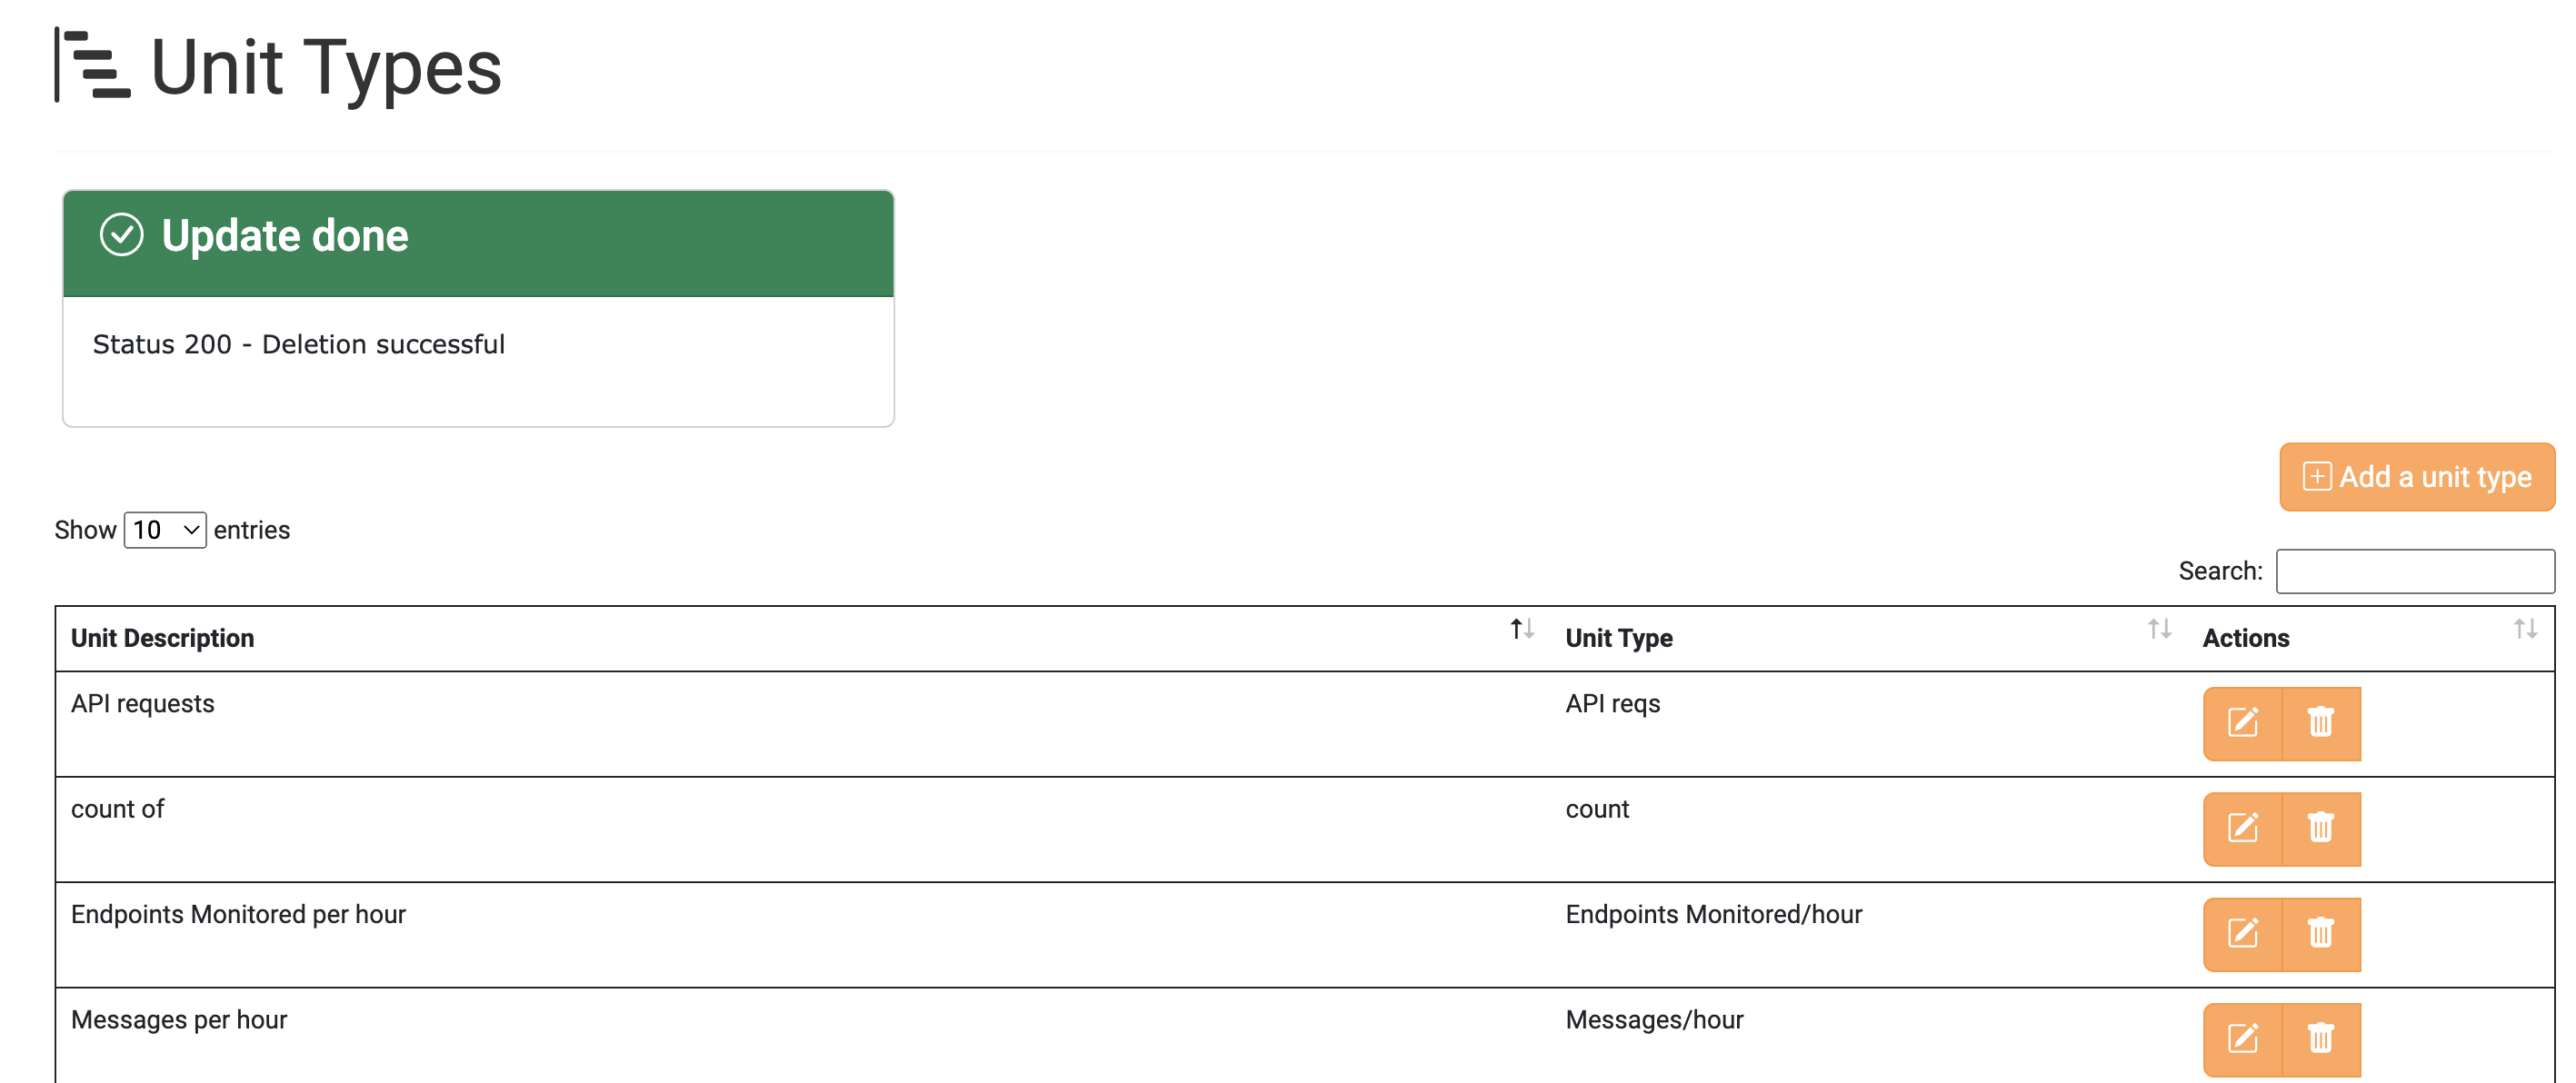 Unit Types
Update done
Status 200 - Deletion successful
Add a unit type
Show 10 entries
Search:
Unit Description Unit Type Actions
API requests API reqs
count of count
Endpoints Monitored per hour Endpoints Monitored/hour
Messages per hour Messages/hour